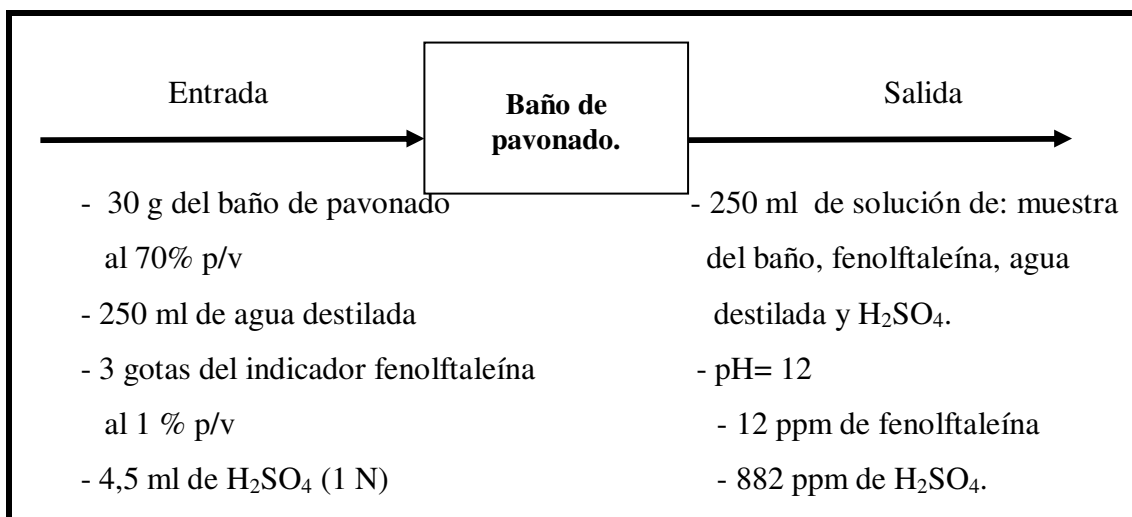 Entrada
Baño de
pavonado.
Salida
- 30 g del baño de pavonado
al 70% p/v
- 250 ml de agua destilada
- 3 gotas del indicador fenolftaleína
al 1 % p/v
- 4,5 ml de H₂SO₄ (1 N)
- 250 ml de solución de: muestra
del baño, fenolftaleína, agua
destilada y H₂SO₄.
- pH= 12
- 12 ppm de fenolftaleína
- 882 ppm de H₂SO₄.